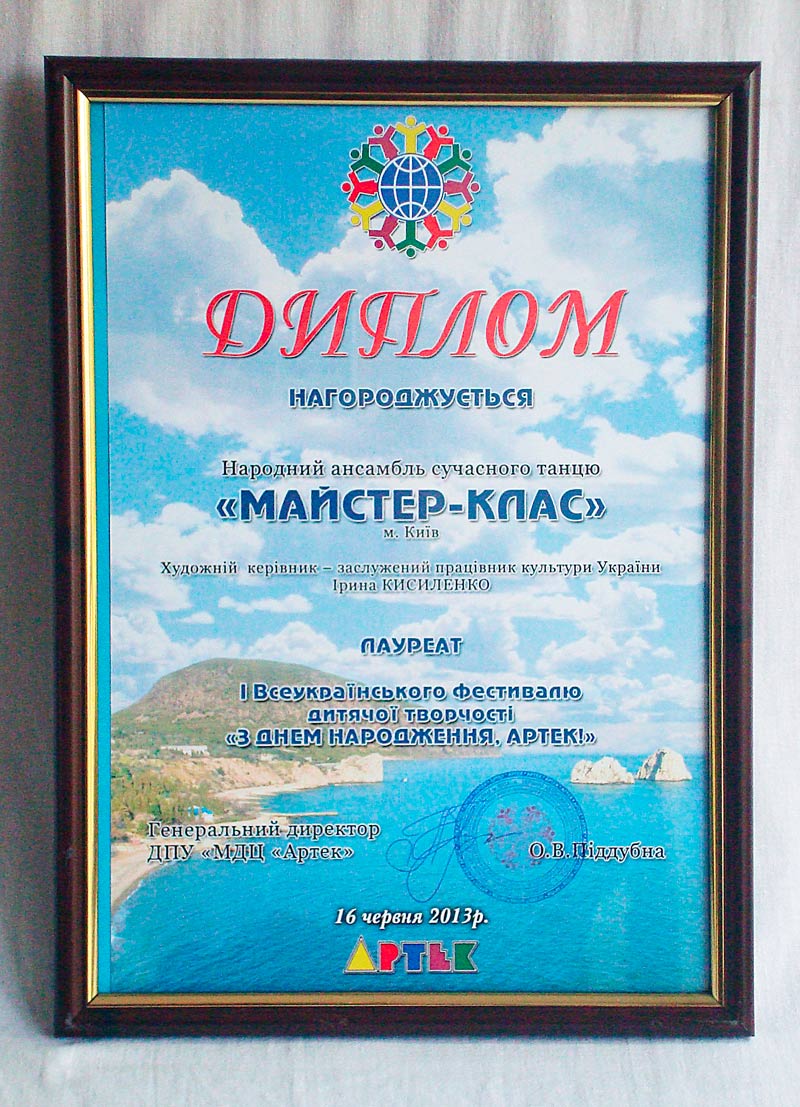 ДИПЛОМ
НАГОРОДЖУЄТЬСЯ
Народний ансамбль сучасного танцю
«МАЙСТЕР-КЛАС»
м. Київ
Художній керівник – заслужений працівник культури України
Ірина КИСИЛЕНКО
ЛАУРЕАТ
І Всеукраїнського фестивалю
дитячої творчості
«З ДНЕМ НАРОДЖЕННЯ, АРТЕК!»
Генеральний директор
ДПУ «МДЦ «Артек»
О.В.Піддубна
16 червня 2013р.
АРТЕК